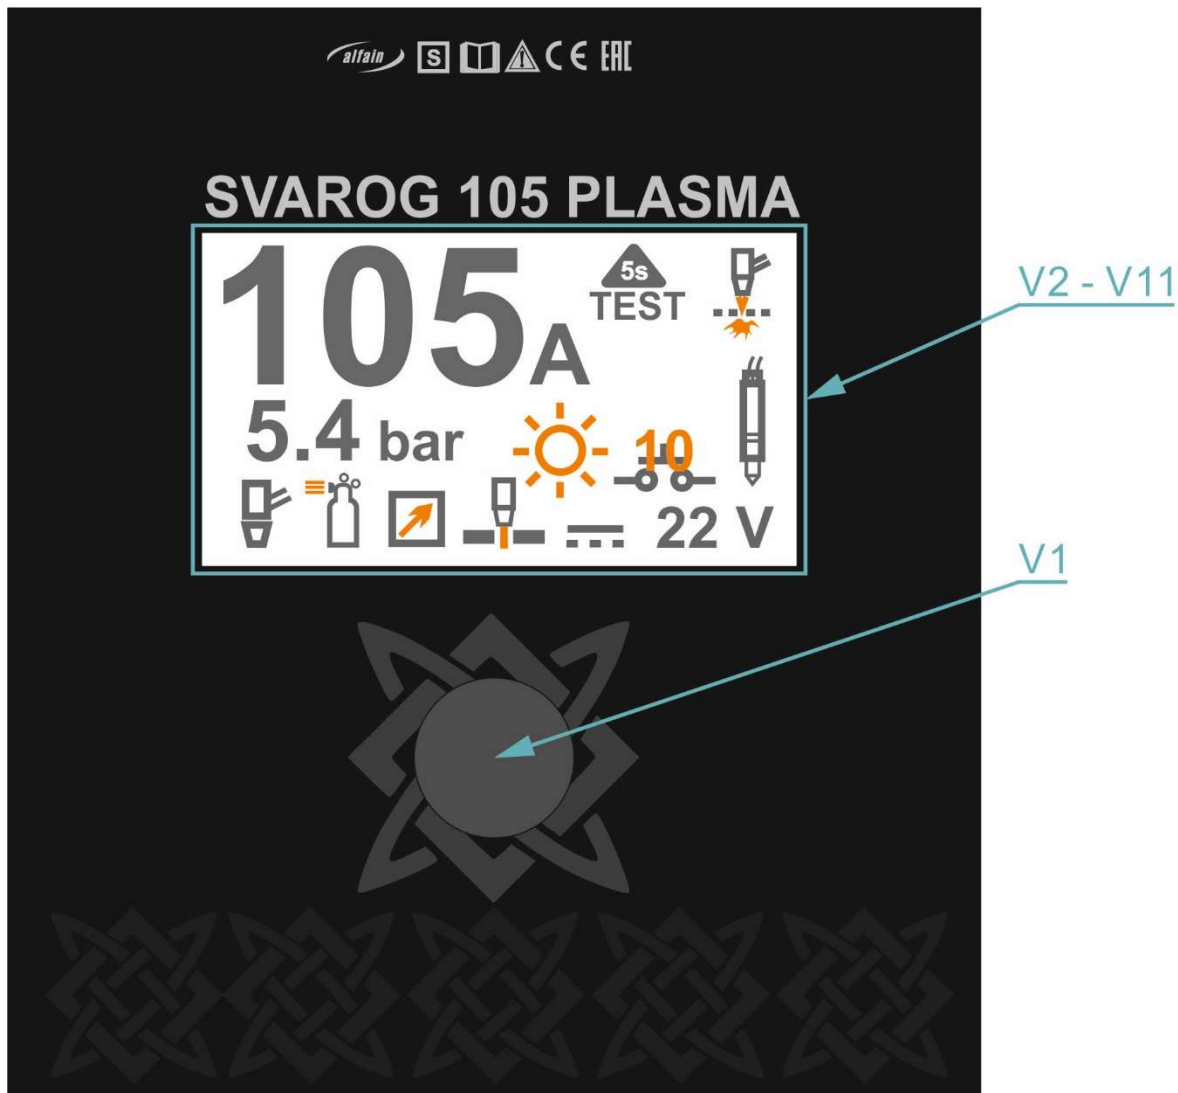 alfain S CE EAC
SVAROG 105 PLASMA
105A
5s
TEST
5.4 bar
10
22 V
V2 - V11
V1